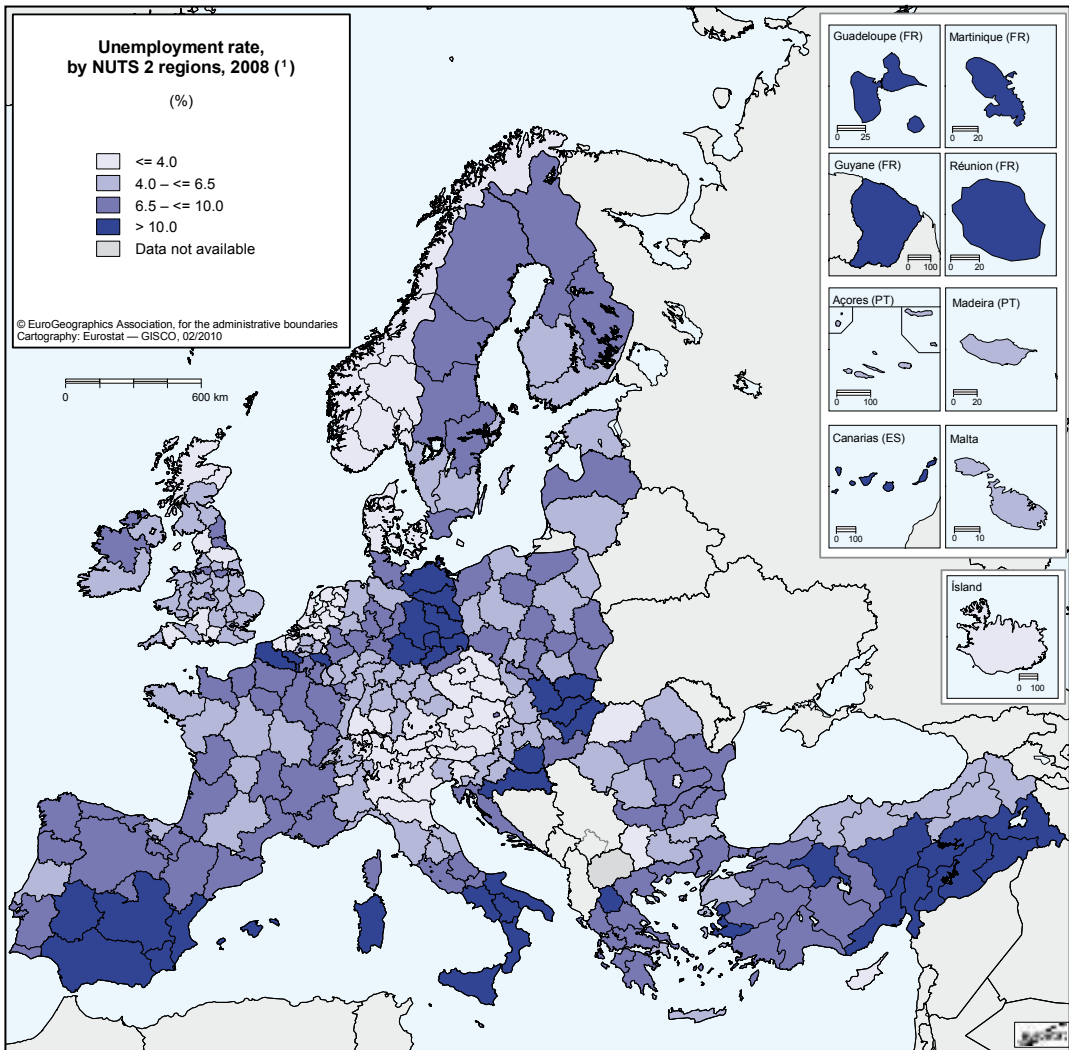 Unemployment rate,
by NUTS 2 regions, 2008 (¹)
(%)
<= 4.0
4.0 – <= 6.5
6.5 – <= 10.0
> 10.0
Data not available
© EuroGeographics Association, for the administrative boundaries
Cartography: Eurostat — GISCO, 02/2010
0 600 km
Guadeloupe (FR)
0 25
Martinique (FR)
0 20
Guyane (FR)
0 100
Réunion (FR)
0 20
Açores (PT)
0 100
Madeira (PT)
0 20
Canarias (ES)
0 100
Malta
0 10
Ísland
0 100